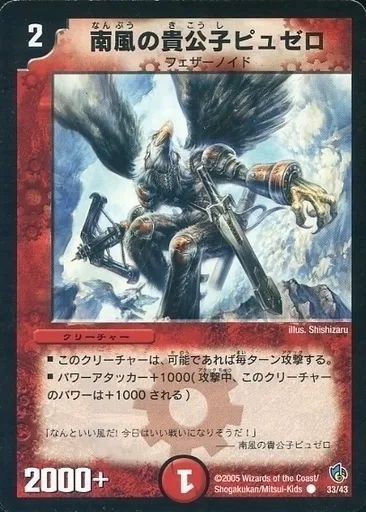 2
なんぷう きこうし
南風の貴公子ピュゼロ
フェザーノイド
illus. Shishizaru
クリーチャー
■ このクリーチャーは、可能であれば毎ターン攻撃する。
■ パワーアタッカー+1000(攻撃中、このクリーチャー
のパワーは+1000 される)
「なんといい風だ! 今日はいい戦いになりそうだ!」
── 南風の貴公子ピュゼロ
2000+
1
©2005 Wizards of the Coast/
Shogakukan/Mitsui-Kids
33/43